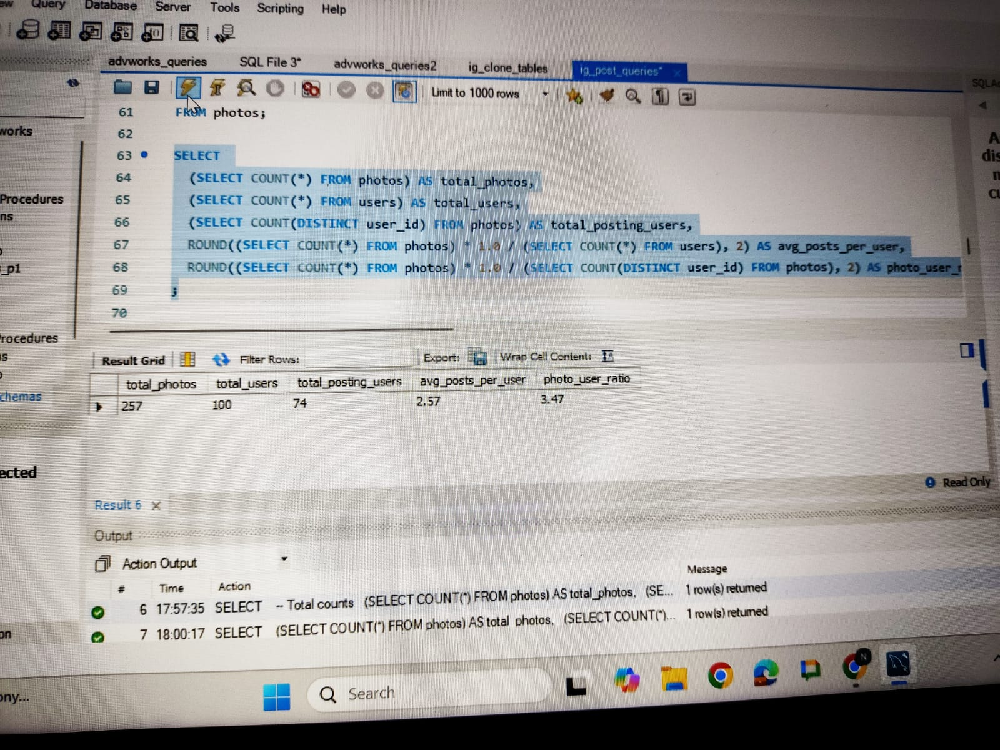 Query Database Server Tools Scripting Help
advworks_queries SQL File 3* advworks_queries2 ig_clone_tables ig_post_queries*
Limit to 1000 rows
61 FROM photos;
62
63 SELECT
64 (SELECT COUNT(*) FROM photos) AS total_photos,
65 (SELECT COUNT(*) FROM users) AS total_users,
66 (SELECT COUNT(DISTINCT user_id) FROM photos) AS total_posting_users,
67 ROUND((SELECT COUNT(*) FROM photos) * 1.0 / (SELECT COUNT(*) FROM users), 2) AS avg_posts_per_user,
68 ROUND((SELECT COUNT(*) FROM photos) * 1.0 / (SELECT COUNT(DISTINCT user_id) FROM photos), 2) AS photo_user_r
69 ;
70
works
Procedures
ns
_p1
rocedures
s
chemas
ected
on
SQLA
A
dis
cu
Result Grid Filter Rows: Export: Wrap Cell Content: IA
total_photos total_users total_posting_users avg_posts_per_user photo_user_ratio
257 100 74 2.57 3.47
Read Only
Result 6
Output
Action Output
# Time Action Message
6 17:57:35 SELECT -- Total counts (SELECT COUNT(*) FROM photos) AS total_photos, (SE... 1 row(s) returned
7 18:00:17 SELECT (SELECT COUNT(*) FROM photos) AS total_photos, (SELECT COUNT(*)... 1 row(s) returned
ony...
Search
N